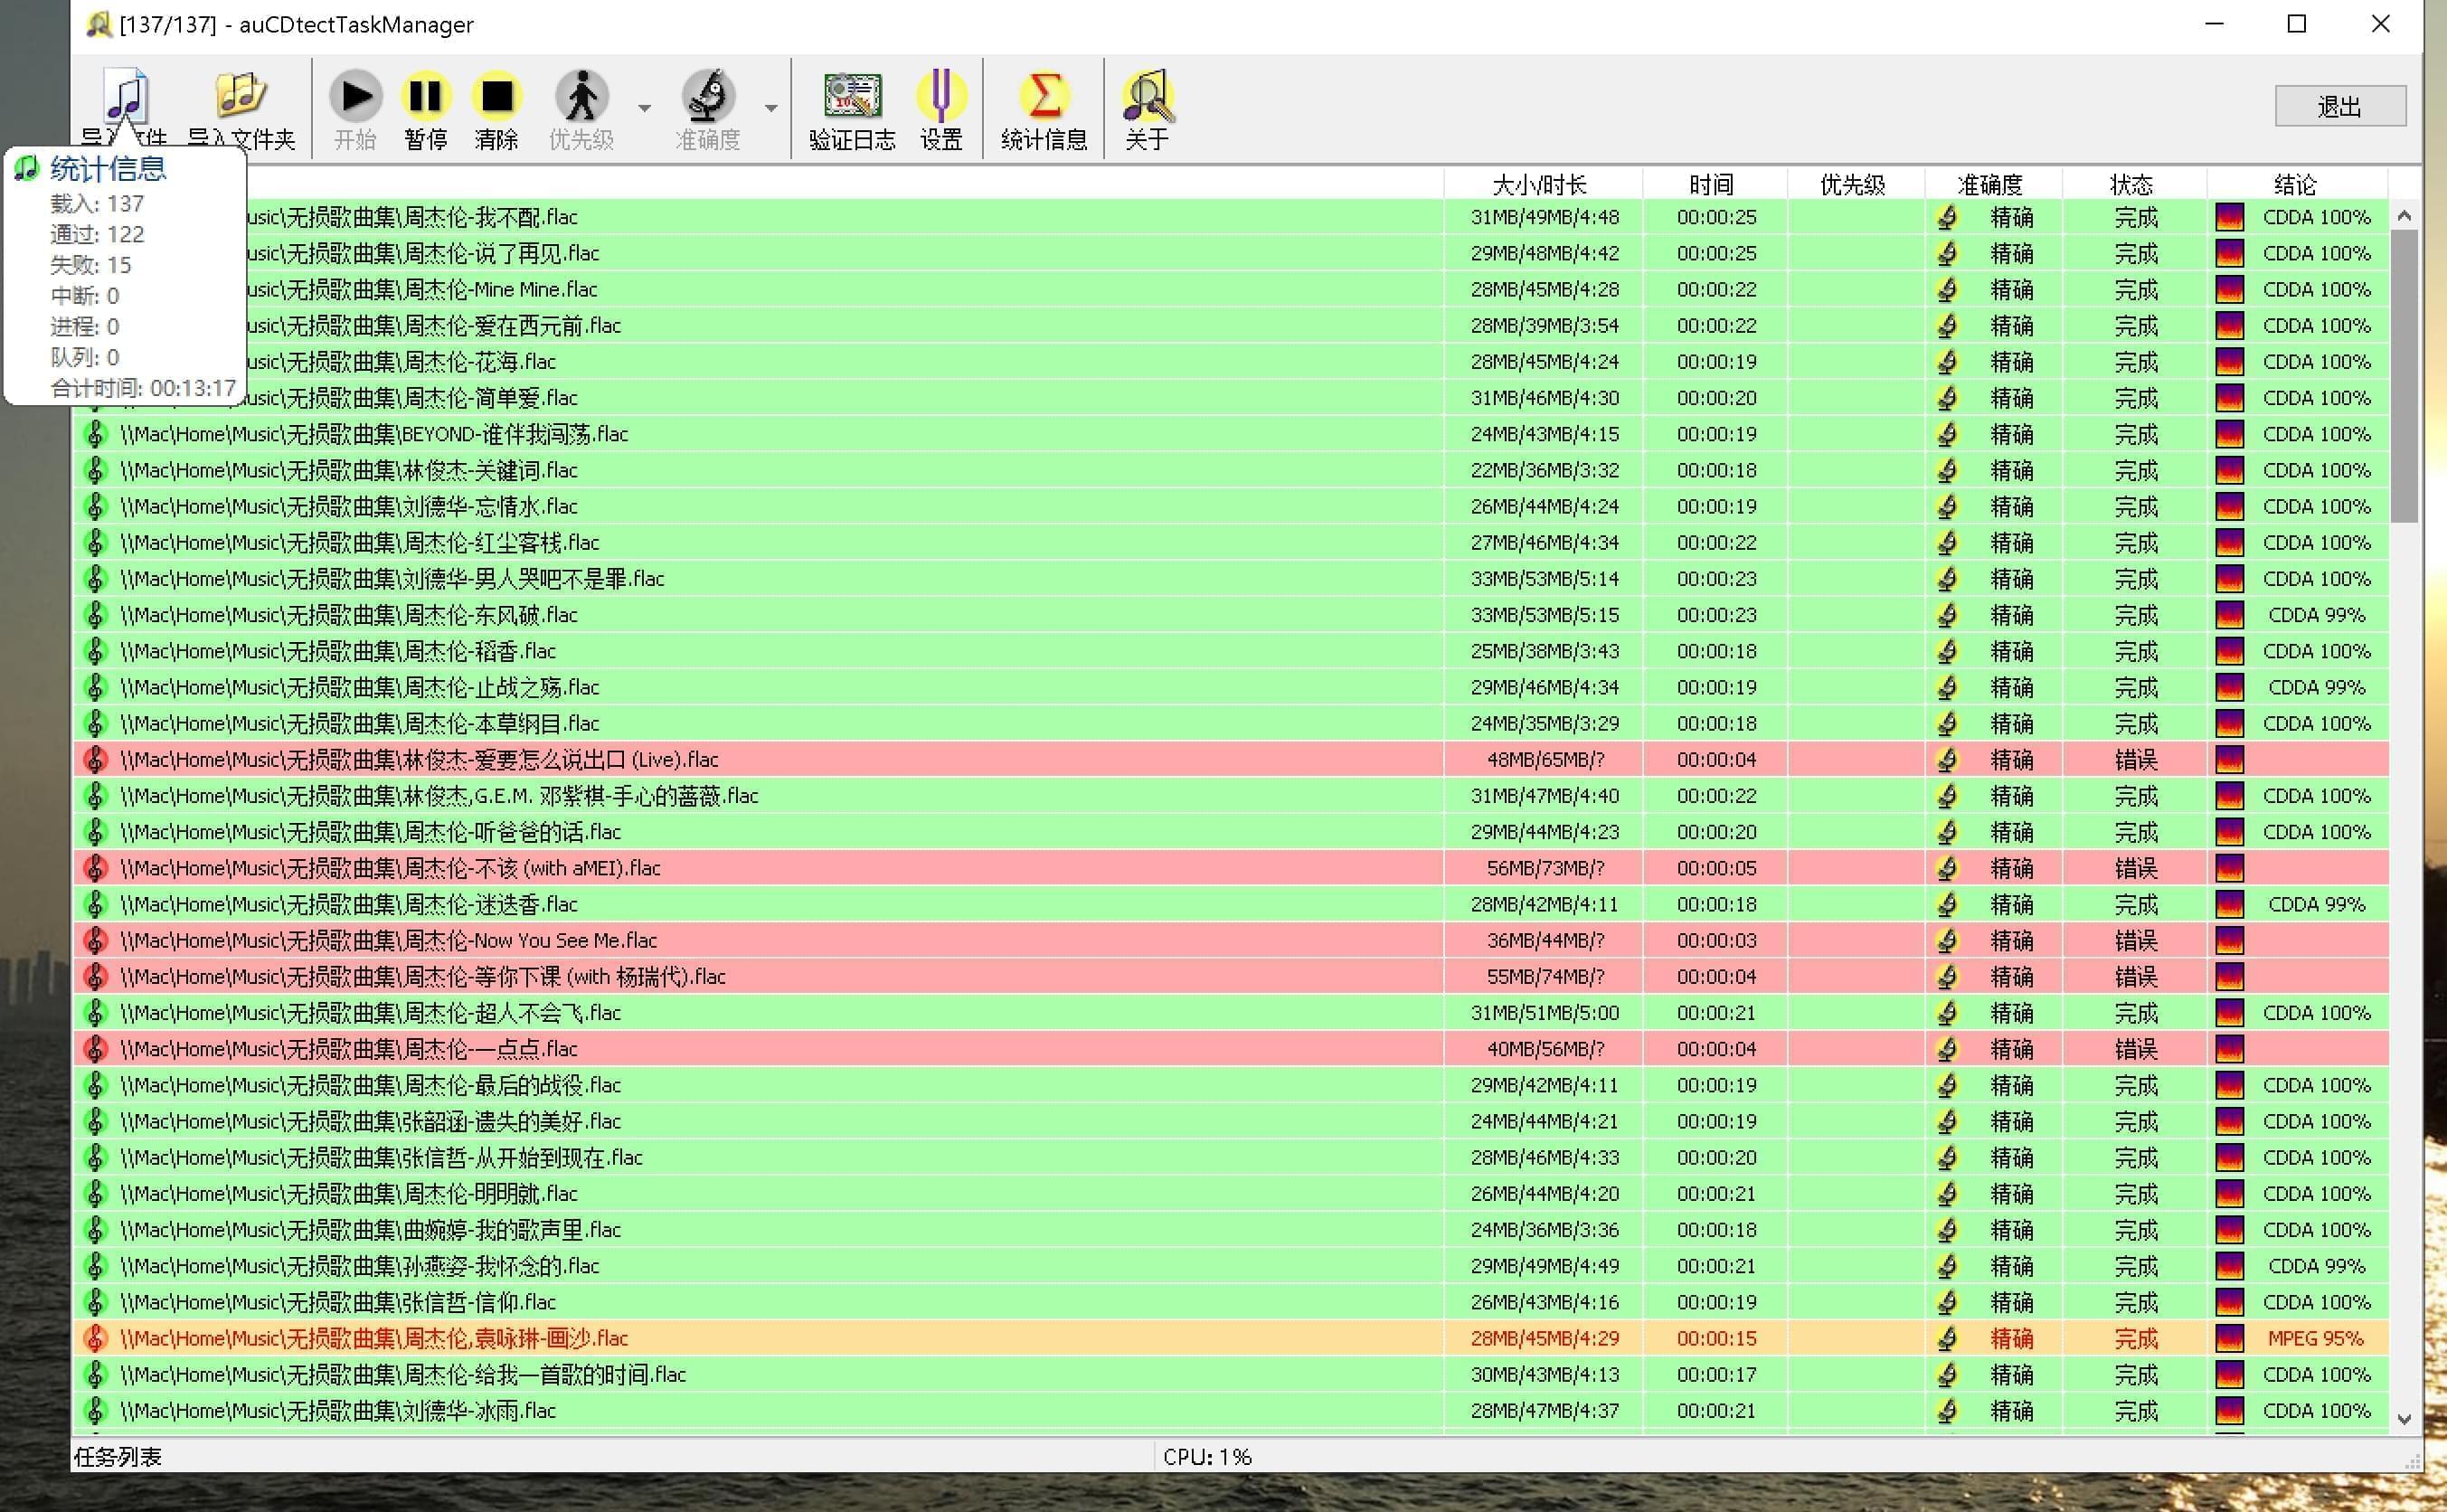 [137/137] - auCDtectTaskManager
导入文件 导入文件夹 开始 暂停 清除 优先级 准确度 验证日志 设置 统计信息 关于 退出
统计信息
载入: 137
通过: 122
失败: 15
中断: 0
进程: 0
队列: 0
合计时间: 00:13:17
大小/时长 时间 优先级 准确度 状态 结论
usic\无损歌曲集\周杰伦-我不配.flac 31MB/49MB/4:48 00:00:25 精确 完成 CDDA 100%
usic\无损歌曲集\周杰伦-说了再见.flac 29MB/48MB/4:42 00:00:25 精确 完成 CDDA 100%
usic\无损歌曲集\周杰伦-Mine Mine.flac 28MB/45MB/4:28 00:00:22 精确 完成 CDDA 100%
usic\无损歌曲集\周杰伦-爱在西元前.flac 28MB/39MB/3:54 00:00:22 精确 完成 CDDA 100%
usic\无损歌曲集\周杰伦-花海.flac 28MB/45MB/4:24 00:00:19 精确 完成 CDDA 100%
usic\无损歌曲集\周杰伦-简单爱.flac 31MB/46MB/4:30 00:00:20 精确 完成 CDDA 100%
\\Mac\Home\Music\无损歌曲集\BEYOND-谁伴我闯荡.flac 24MB/43MB/4:15 00:00:19 精确 完成 CDDA 100%
\\Mac\Home\Music\无损歌曲集\林俊杰-关键词.flac 22MB/36MB/3:32 00:00:18 精确 完成 CDDA 100%
\\Mac\Home\Music\无损歌曲集\刘德华-忘情水.flac 26MB/44MB/4:24 00:00:19 精确 完成 CDDA 100%
\\Mac\Home\Music\无损歌曲集\周杰伦-红尘客栈.flac 27MB/46MB/4:34 00:00:22 精确 完成 CDDA 100%
\\Mac\Home\Music\无损歌曲集\刘德华-男人哭吧不是罪.flac 33MB/53MB/5:14 00:00:23 精确 完成 CDDA 100%
\\Mac\Home\Music\无损歌曲集\周杰伦-东风破.flac 33MB/53MB/5:15 00:00:23 精确 完成 CDDA 99%
\\Mac\Home\Music\无损歌曲集\周杰伦-稻香.flac 25MB/38MB/3:43 00:00:18 精确 完成 CDDA 100%
\\Mac\Home\Music\无损歌曲集\周杰伦-止战之殇.flac 29MB/46MB/4:34 00:00:19 精确 完成 CDDA 99%
\\Mac\Home\Music\无损歌曲集\周杰伦-本草纲目.flac 24MB/35MB/3:29 00:00:18 精确 完成 CDDA 100%
\\Mac\Home\Music\无损歌曲集\林俊杰-爱要怎么说出口 (Live).flac 48MB/65MB/? 00:00:04 精确 错误
\\Mac\Home\Music\无损歌曲集\林俊杰,G.E.M. 邓紫棋-手心的蔷薇.flac 31MB/47MB/4:40 00:00:22 精确 完成 CDDA 100%
\\Mac\Home\Music\无损歌曲集\周杰伦-听爸爸的话.flac 29MB/44MB/4:23 00:00:20 精确 完成 CDDA 100%
\\Mac\Home\Music\无损歌曲集\周杰伦-不该 (with aMEI).flac 56MB/73MB/? 00:00:05 精确 错误
\\Mac\Home\Music\无损歌曲集\周杰伦-迷迭香.flac 28MB/42MB/4:11 00:00:18 精确 完成 CDDA 99%
\\Mac\Home\Music\无损歌曲集\周杰伦-Now You See Me.flac 36MB/44MB/? 00:00:03 精确 错误
\\Mac\Home\Music\无损歌曲集\周杰伦-等你下课 (with 杨瑞代).flac 55MB/74MB/? 00:00:04 精确 错误
\\Mac\Home\Music\无损歌曲集\周杰伦-超人不会飞.flac 31MB/51MB/5:00 00:00:21 精确 完成 CDDA 100%
\\Mac\Home\Music\无损歌曲集\周杰伦-一点点.flac 40MB/56MB/? 00:00:04 精确 错误
\\Mac\Home\Music\无损歌曲集\周杰伦-最后的战役.flac 29MB/42MB/4:11 00:00:19 精确 完成 CDDA 100%
\\Mac\Home\Music\无损歌曲集\张韶涵-遗失的美好.flac 24MB/44MB/4:21 00:00:19 精确 完成 CDDA 100%
\\Mac\Home\Music\无损歌曲集\张信哲-从开始到现在.flac 28MB/46MB/4:33 00:00:20 精确 完成 CDDA 100%
\\Mac\Home\Music\无损歌曲集\周杰伦-明明就.flac 26MB/44MB/4:20 00:00:21 精确 完成 CDDA 100%
\\Mac\Home\Music\无损歌曲集\曲婉婷-我的歌声里.flac 24MB/36MB/3:36 00:00:18 精确 完成 CDDA 100%
\\Mac\Home\Music\无损歌曲集\孙燕姿-我怀念的.flac 29MB/49MB/4:49 00:00:21 精确 完成 CDDA 99%
\\Mac\Home\Music\无损歌曲集\张信哲-信仰.flac 26MB/43MB/4:16 00:00:19 精确 完成 CDDA 100%
\\Mac\Home\Music\无损歌曲集\周杰伦,袁咏琳-画沙.flac 28MB/45MB/4:29 00:00:15 精确 完成 MPEG 95%
\\Mac\Home\Music\无损歌曲集\周杰伦-给我一首歌的时间.flac 30MB/43MB/4:13 00:00:17 精确 完成 CDDA 100%
\\Mac\Home\Music\无损歌曲集\刘德华-冰雨.flac 28MB/47MB/4:37 00:00:21 精确 完成 CDDA 100%
任务列表 CPU: 1%